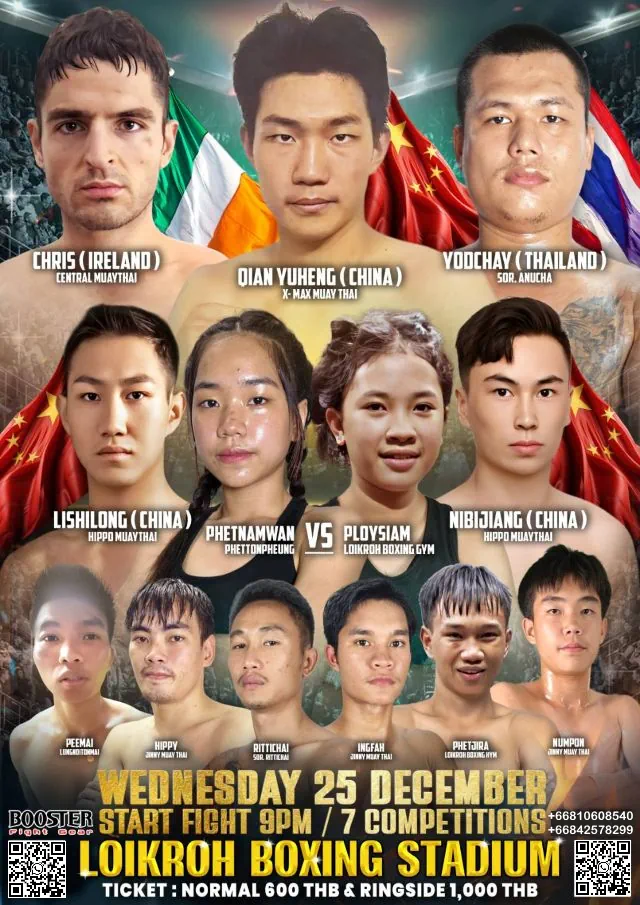 CHRIS ( IRELAND )
CENTRAL MUAYTHAI
QIAN YUHENG ( CHINA )
X- MAX MUAY THAI
YODCHAY ( THAILAND )
SOR. ANUCHA
LISHILONG ( CHINA )
HIPPO MUAYTHAI
PHETNAMWAN
PHETTONPHEUNG
VS
PLOYSIAM
LOIKROH BOXING GYM
NIBIJIANG ( CHINA )
HIPPO MUAYTHAI
PEEMAI
LONGHOITONMAI
HIPPY
JINNY MUAY THAI
RITTICHAI
SOR. RITTICHAI
INGFAH
JINNY MUAY THAI
PHETJIRA
LOIKROH BOXING HYM
NUMPON
JINNY MUAY THAI
WEDNESDAY 25 DECEMBER
START FIGHT 9PM / 7 COMPETITIONS
BOOSTER
Fight Gear
+66810608540
+66842578299
LOIKROH BOXING STADIUM
TICKET : NORMAL 600 THB & RINGSIDE 1,000 THB